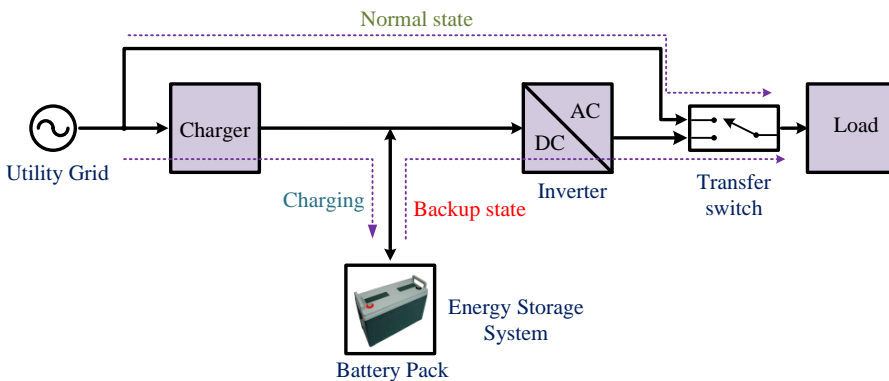 Normal state
Utility Grid
Charger
Charging
Backup state
AC
DC
Inverter
Transfer
switch
Load
Energy Storage
System
Battery Pack